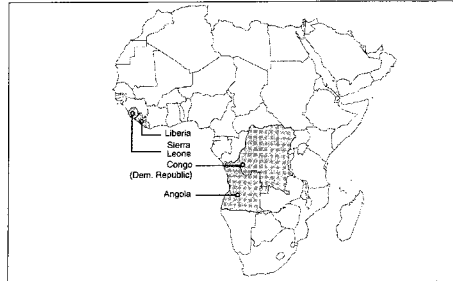 Liberia
Sierra
Leone
Congo
(Dem. Republic)
Angola